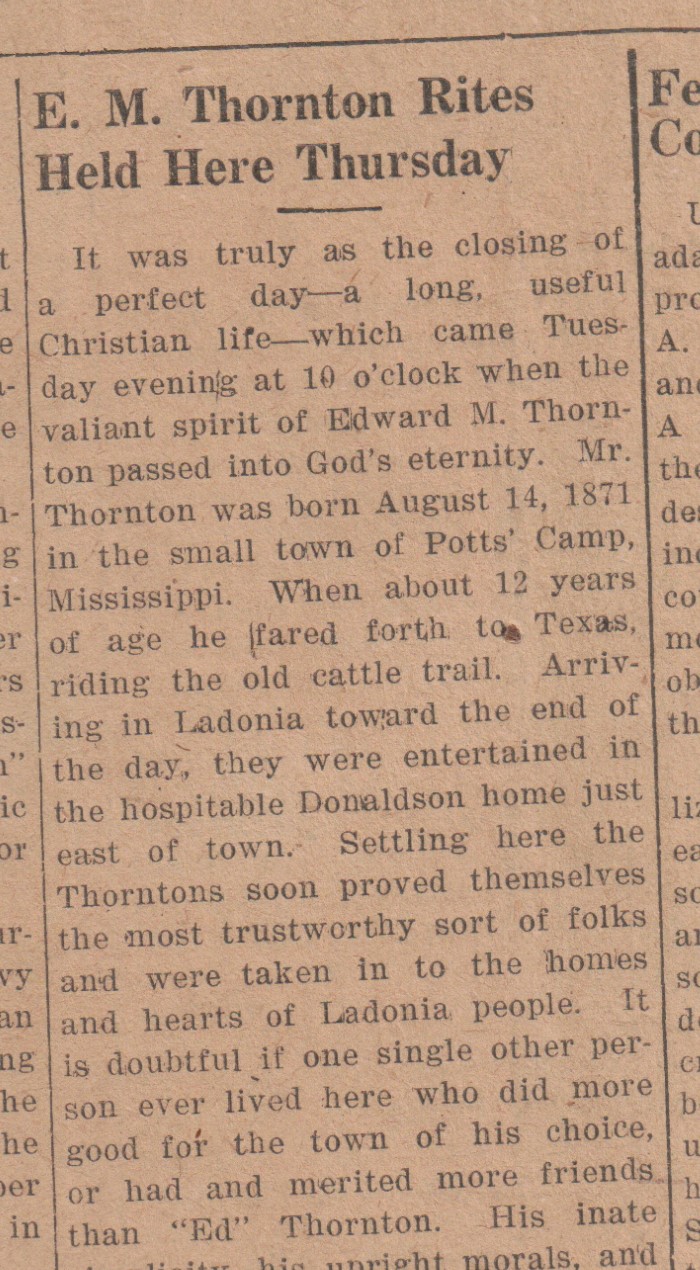 E. M. Thornton Rites
Held Here Thursday
It was truly as the closing of
a perfect day—a long, useful
Christian life—which came Tues-
day evening at 10 o'clock when the
valiant spirit of Edward M. Thorn-
ton passed into God's eternity. Mr.
Thornton was born August 14, 1871
in the small town of Potts' Camp,
Mississippi. When about 12 years
of age he fared forth to Texas,
riding the old cattle trail. Arriv-
ing in Ladonia toward the end of
the day, they were entertained in
the hospitable Donaldson home just
east of town. Settling here the
Thorntons soon proved themselves
the most trustworthy sort of folks
and were taken in to the homes
and hearts of Ladonia people. It
is doubtful if one single other per-
son ever lived here who did more
good for the town of his choice,
or had and merited more friends
than "Ed" Thornton. His inate
his upright morals, and